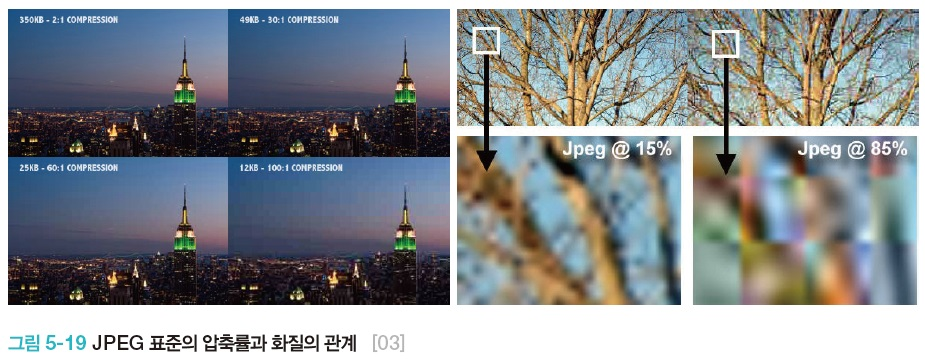 350KB - 2:1 COMPRESSION
49KB - 30:1 COMPRESSION
25KB - 60:1 COMPRESSION
12KB - 100:1 COMPRESSION
Jpeg @ 15%
Jpeg @ 85%
그림 5-19 JPEG 표준의 압축률과 화질의 관계 [03]